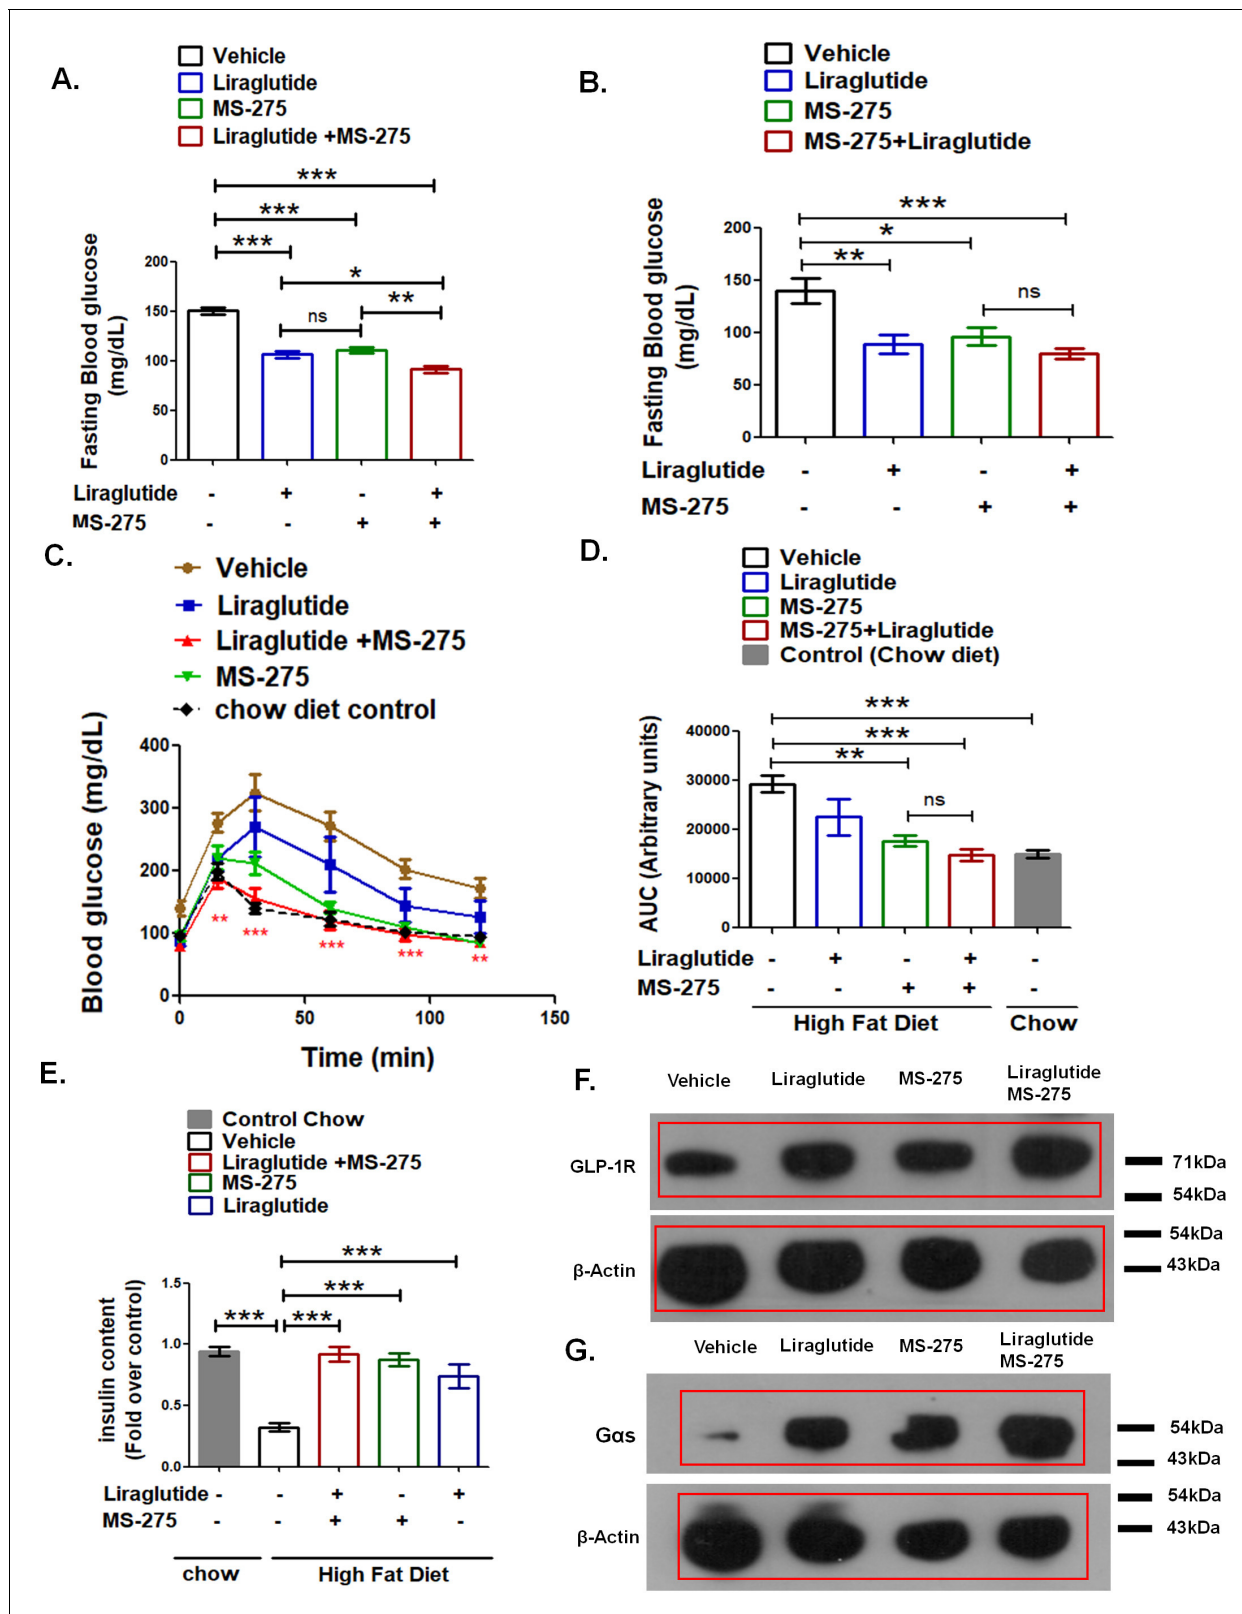 A.
Vehicle
Liraglutide
MS-275
Liraglutide +MS-275
***
***
***
*
**
ns
Fasting Blood glucose
(mg/dL)
200
150
100
50
0
Liraglutide - + - +
MS-275 - - + +
B.
Vehicle
Liraglutide
MS-275
MS-275+Liraglutide
***
*
**
ns
Fasting Blood glucose
(mg/dL)
200
150
100
50
0
Liraglutide - + - +
MS-275 - - + +
C.
Vehicle
Liraglutide
Liraglutide +MS-275
MS-275
chow diet control
Blood glucose (mg/dL)
400
300
200
100
0
** *** *** *** **
0 50 100 150
Time (min)
D.
Vehicle
Liraglutide
MS-275
MS-275+Liraglutide
Control (Chow diet)
***
***
**
ns
AUC (Arbitrary units)
40000
30000
20000
10000
0
Liraglutide - + - + -
MS-275 - - + + -
High Fat Diet Chow
E.
Control Chow
Vehicle
Liraglutide +MS-275
MS-275
Liraglutide
***
***
*** ***
insulin content
(Fold over control)
1.5
1.0
0.5
0.0
Liraglutide - - + - +
MS-275 - - + + -
chow High Fat Diet
F.
Vehicle Liraglutide MS-275 Liraglutide
MS-275
GLP-1R
71kDa
54kDa
β-Actin
54kDa
43kDa
G.
Vehicle Liraglutide MS-275 Liraglutide
MS-275
Gαs
54kDa
43kDa
β-Actin
54kDa
43kDa